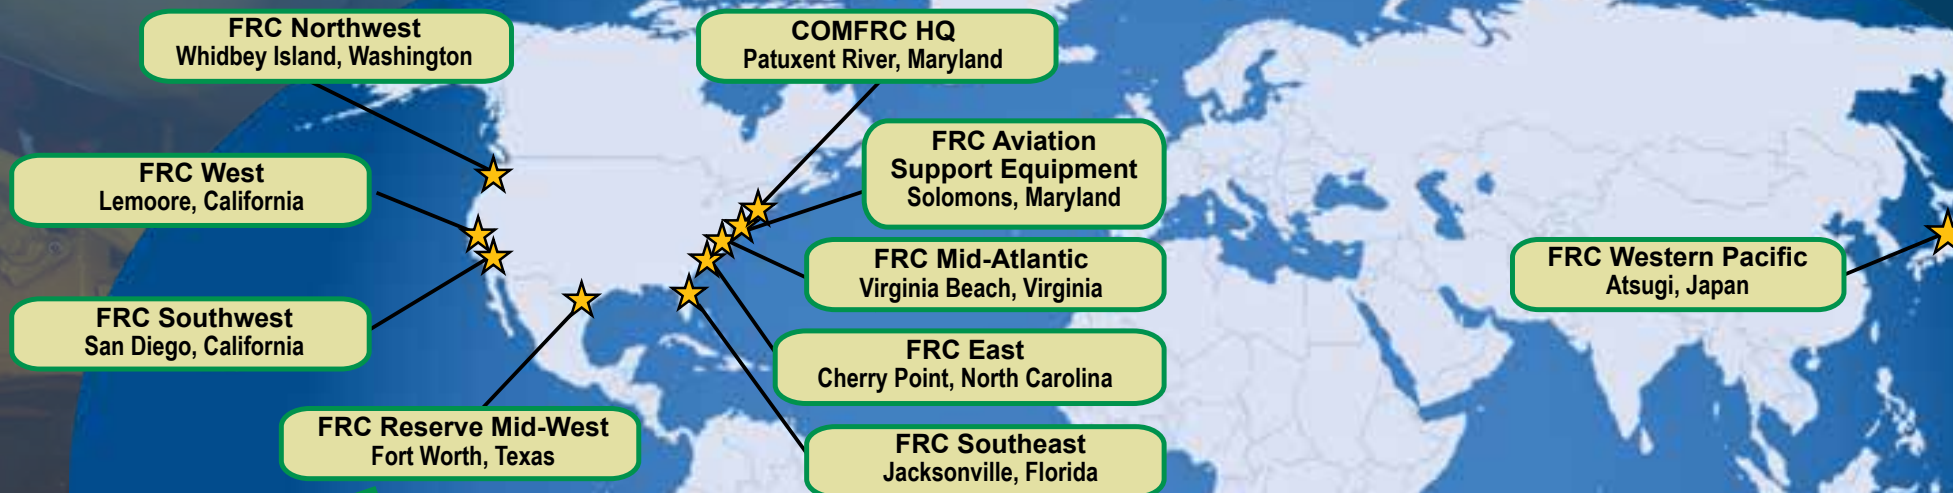 FRC Northwest
Whidbey Island, Washington
COMFRC HQ
Patuxent River, Maryland
FRC Aviation
Support Equipment
Solomons, Maryland
FRC West
Lemoore, California
FRC Mid-Atlantic
Virginia Beach, Virginia
FRC Western Pacific
Atsugi, Japan
FRC Southwest
San Diego, California
FRC East
Cherry Point, North Carolina
FRC Reserve Mid-West
Fort Worth, Texas
FRC Southeast
Jacksonville, Florida